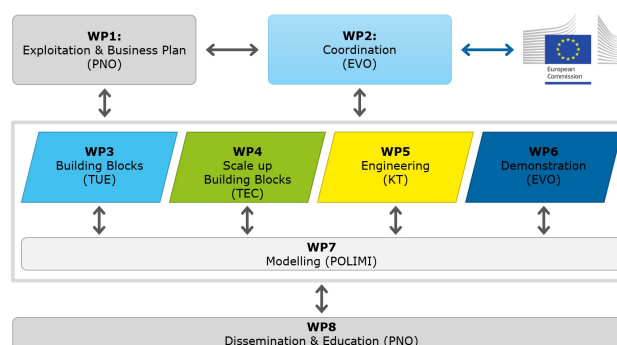 WP1:
Exploitation & Business Plan
(PNO)
WP2:
Coordination
(EVO)
European
Commission
WP3
Building Blocks
(TUE)
WP4
Scale up
Building Blocks
(TEC)
WP5
Engineering
(KT)
WP6
Demonstration
(EVO)
WP7
Modelling (POLIMI)
WP8
Dissemination & Education (PNO)